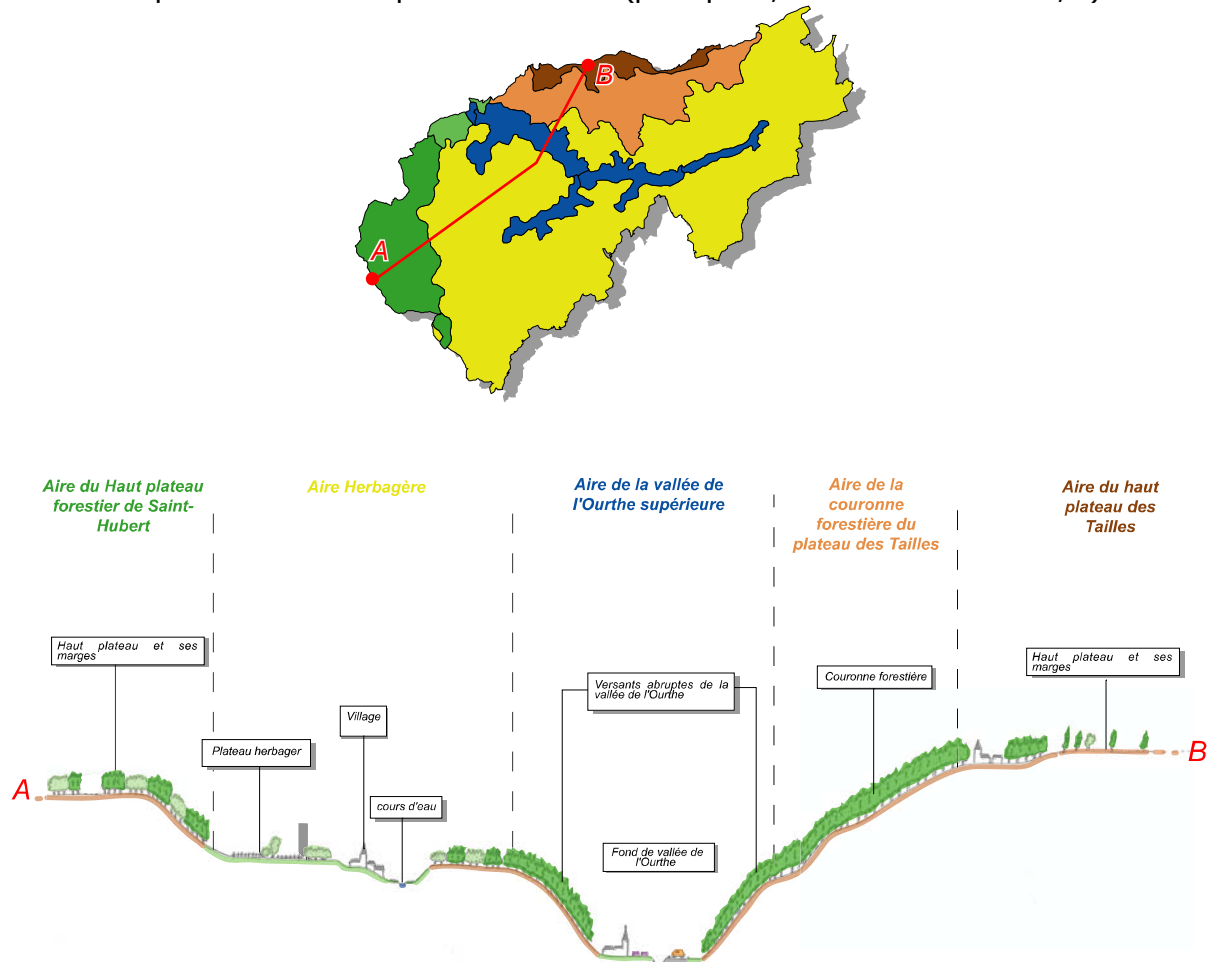 B
A
Aire du Haut plateau
forestier de Saint-
Hubert
Aire Herbagère
Aire de la vallée de
l'Ourthe supérieure
Aire de la
couronne
forestière du
plateau des Tailles
Aire du haut
plateau des
Tailles
Haut plateau et ses
marges
Plateau herbager
Village
cours d'eau
Versants abruptes de la
vallée de l'Ourthe
Fond de vallée de
l'Ourthe
Couronne forestière
Haut plateau et ses
marges
A
B